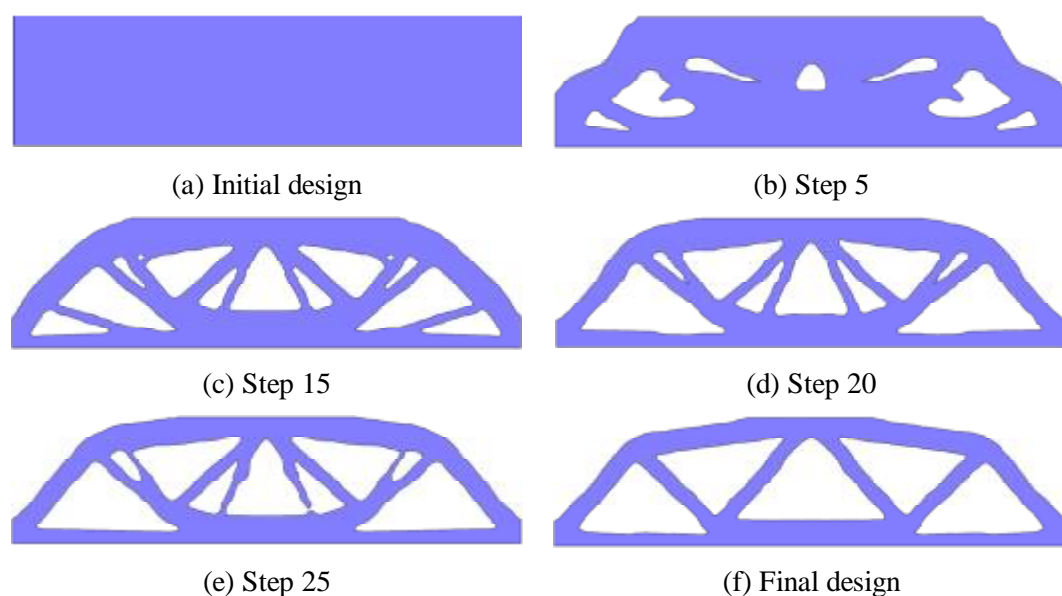 (a) Initial design
(b) Step 5
(c) Step 15
(d) Step 20
(e) Step 25
(f) Final design